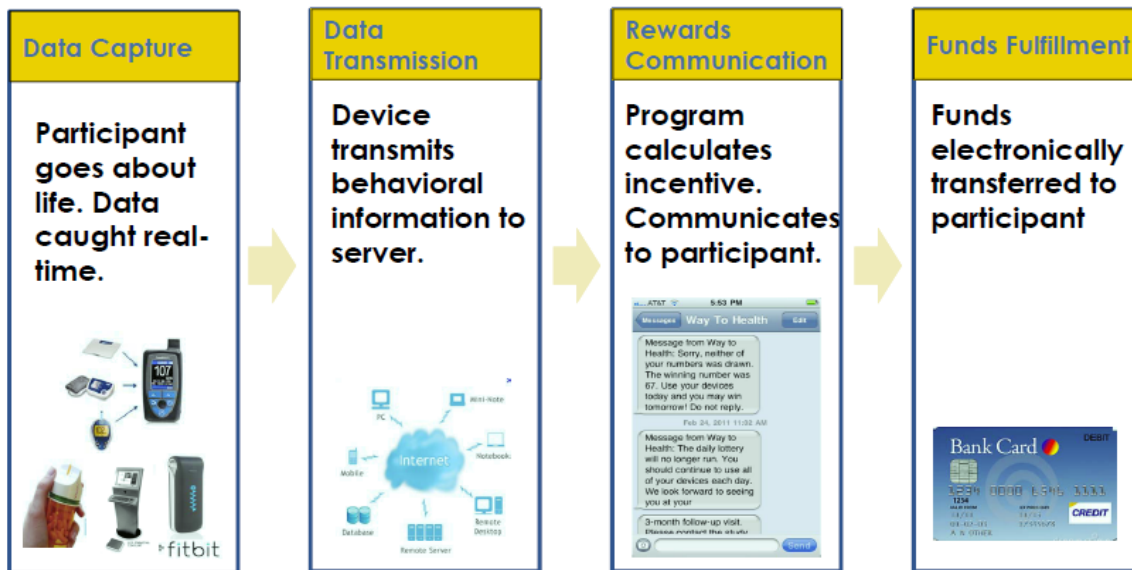 Data Capture
Participant
goes about
life. Data
caught real-
time.
107
fitbit
Data
Transmission
Device
transmits
behavioral
information to
server.
PC
Mini-Note
Internet
Mobile
Notebook
Database
Remote Server
Remote
Desktop
Rewards
Communication
Program
calculates
incentive.
Communicates
to participant.
AT&T 5:53 PM
Messages Way To Health Edit
Message from Way to
Health: Sorry, neither of
your numbers was drawn.
The winning number was
67. Use your devices
today and you may win
tomorrow! Do not reply.
Feb 24, 2011 11:02 AM
Message from Way to
Health: The daily lottery
will no longer run. You
should continue to use all
of your devices each day.
We look forward to seeing
you at your
3-month follow-up visit.
Please contact the study
Send
Funds Fulfillment
Funds
electronically
transferred to
participant
Bank Card DEBIT
1234
CREDIT
A N OTHER